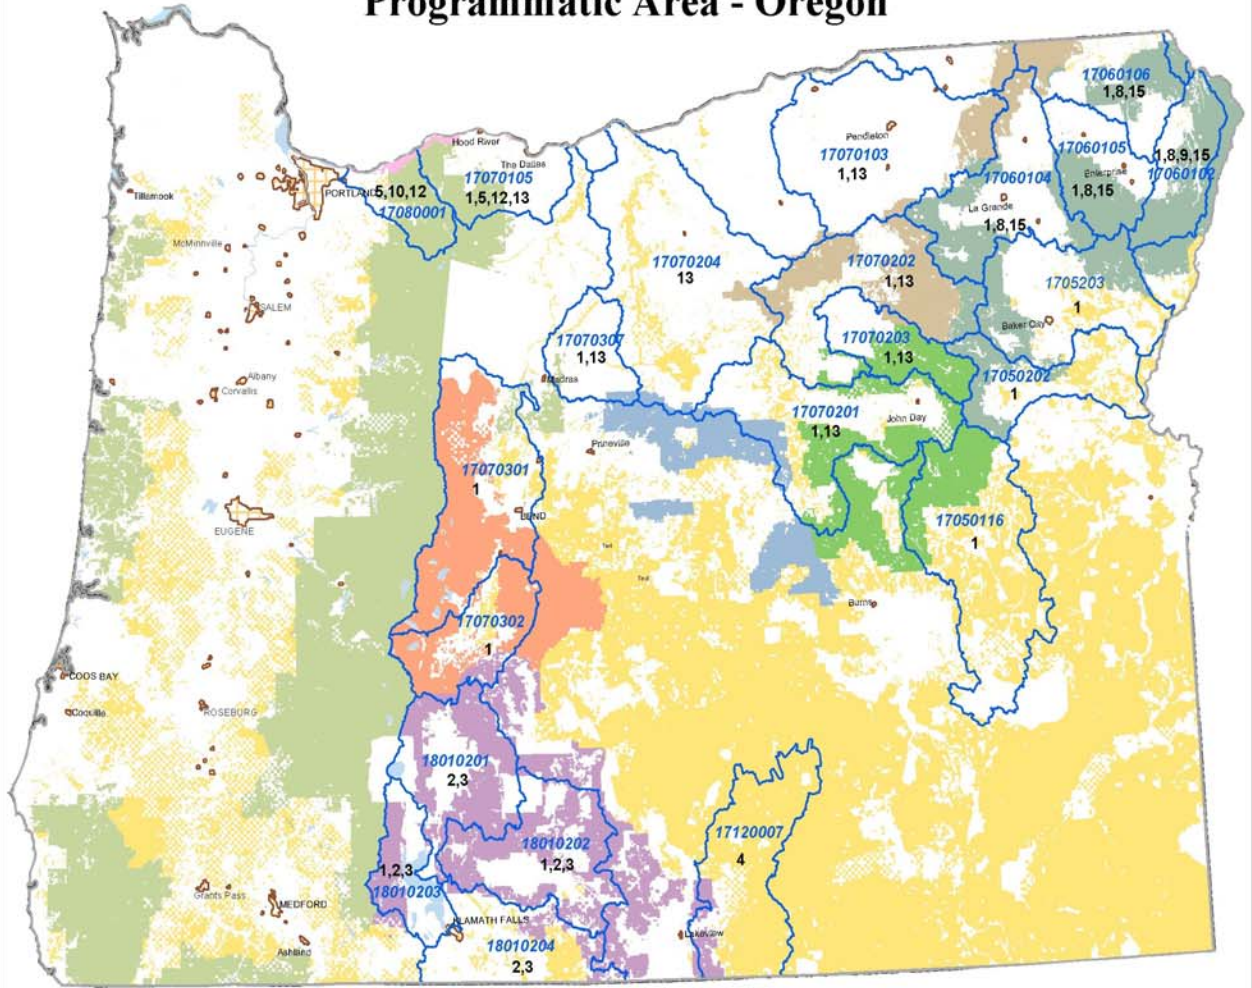 Programmatic Area - Oregon
17060106
1,8,15
Hood River
The Dalles
17070105
1,5,12,13
PORTLAND
5,10,12
17080001
Pendleton
17070103
1,13
17060105
Enterprise
1,8,15
1,8,9,15
17060102
17060104
La Grande
1,8,15
Tillamook
McMinnville
SALEM
17070204
13
17070202
1,13
1705203
1
Baker City
17070307
1,13
Madras
17070203
1,13
17050202
1
Albany
Corvallis
17070201
1,13
John Day
Prineville
17070301
1
BEND
EUGENE
17050116
1
Test
Test
Burns
17070302
1
COOS BAY
Coquille
ROSEBURG
18010201
2,3
17120007
4
18010202
1,2,3
1,2,3
18010203
Grants Pass
MEDFORD
Ashland
KLAMATH FALLS
18010204
2,3
Lakeview